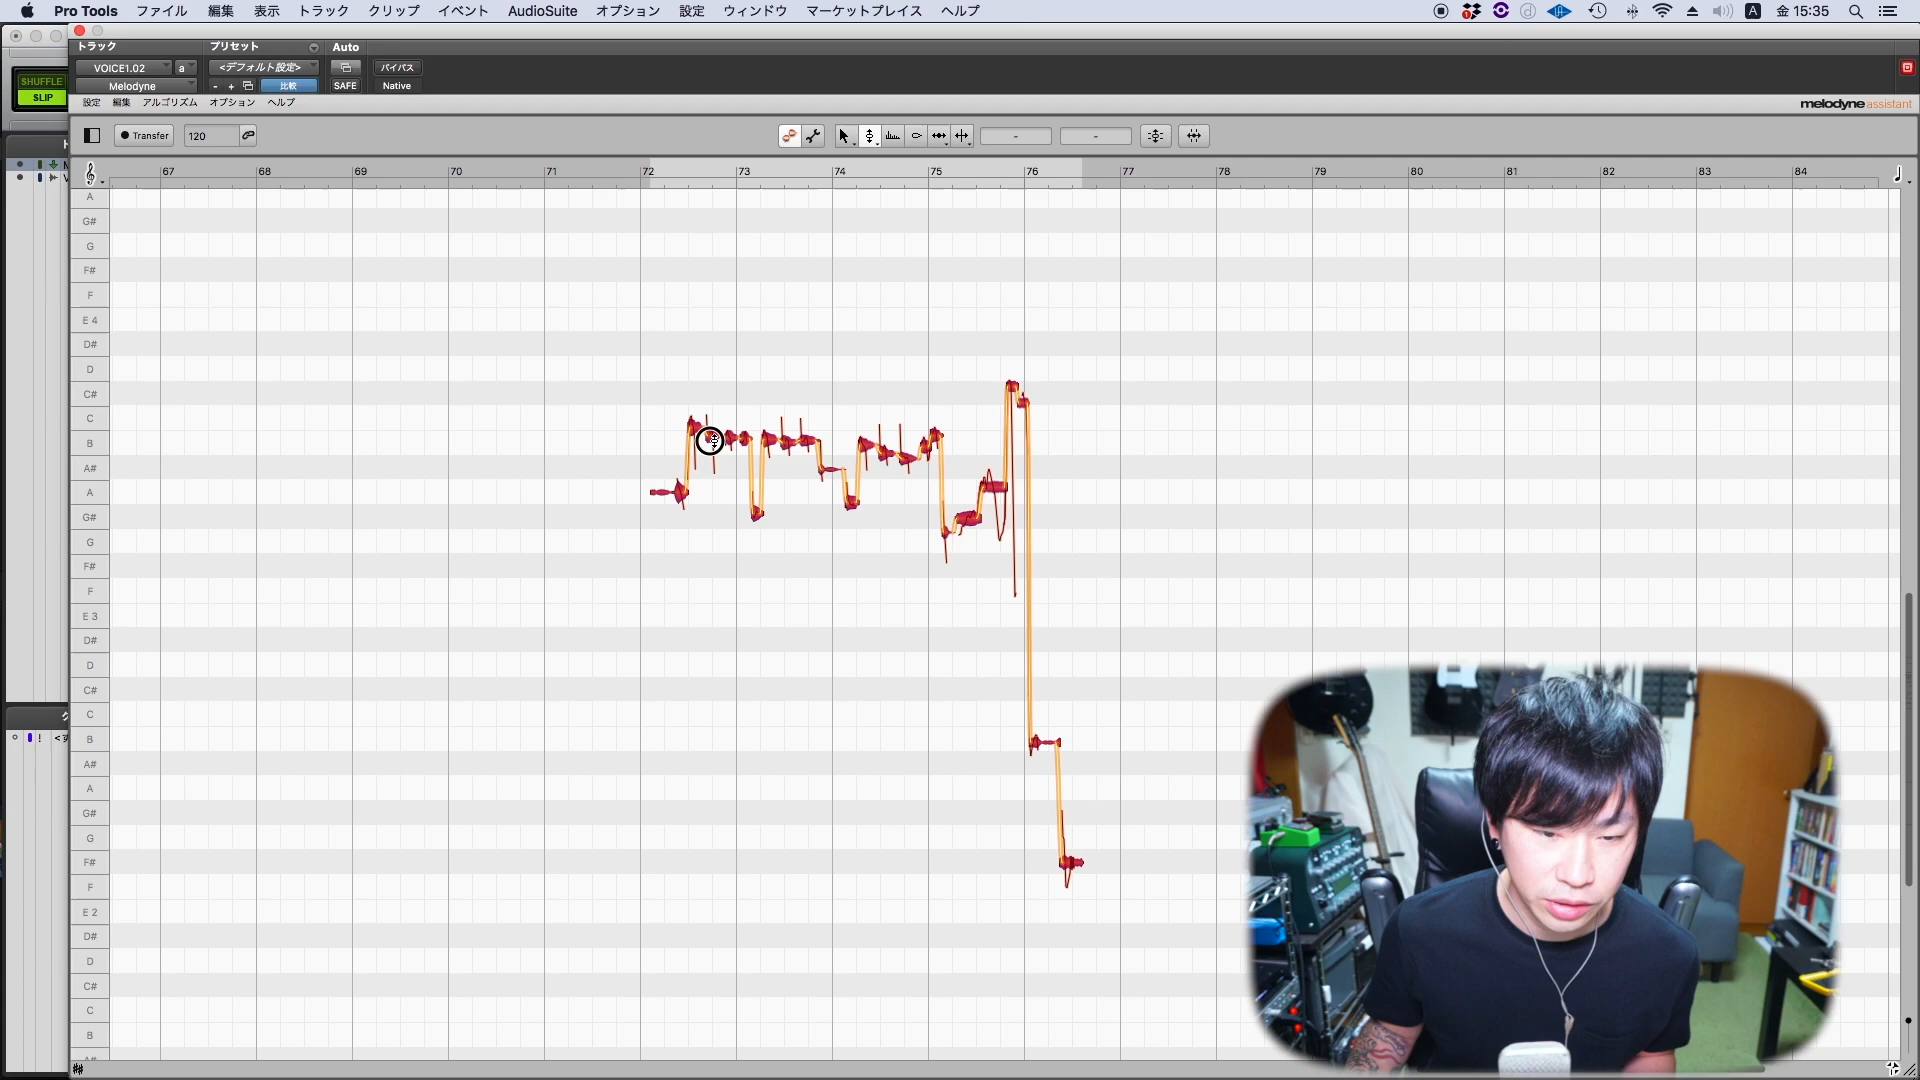 Pro Tools ファイル 編集 表示 トラック クリップ イベント AudioSuite オプション 設定 ウィンドウ マーケットプレイス ヘルプ 金 15:35
トラック プリセット Auto
SHUFFLE
SLIP
VOICE1.02 a <デフォルト設定> バイパス
Melodyne - + 比較 SAFE Native
設定 編集 アルゴリズム オプション ヘルプ melodyne assistant
Transfer 120 - -
67 68 69 70 71 72 73 74 75 76 77 78 79 80 81 82 83 84
A
G#
G
F#
F
E 4
D#
D
C#
C
B
A#
A
G#
G
F#
F
E 3
D#
D
C#
C
B
A#
A
G#
G
F#
F
E 2
D#
D
C#
C
B
A#